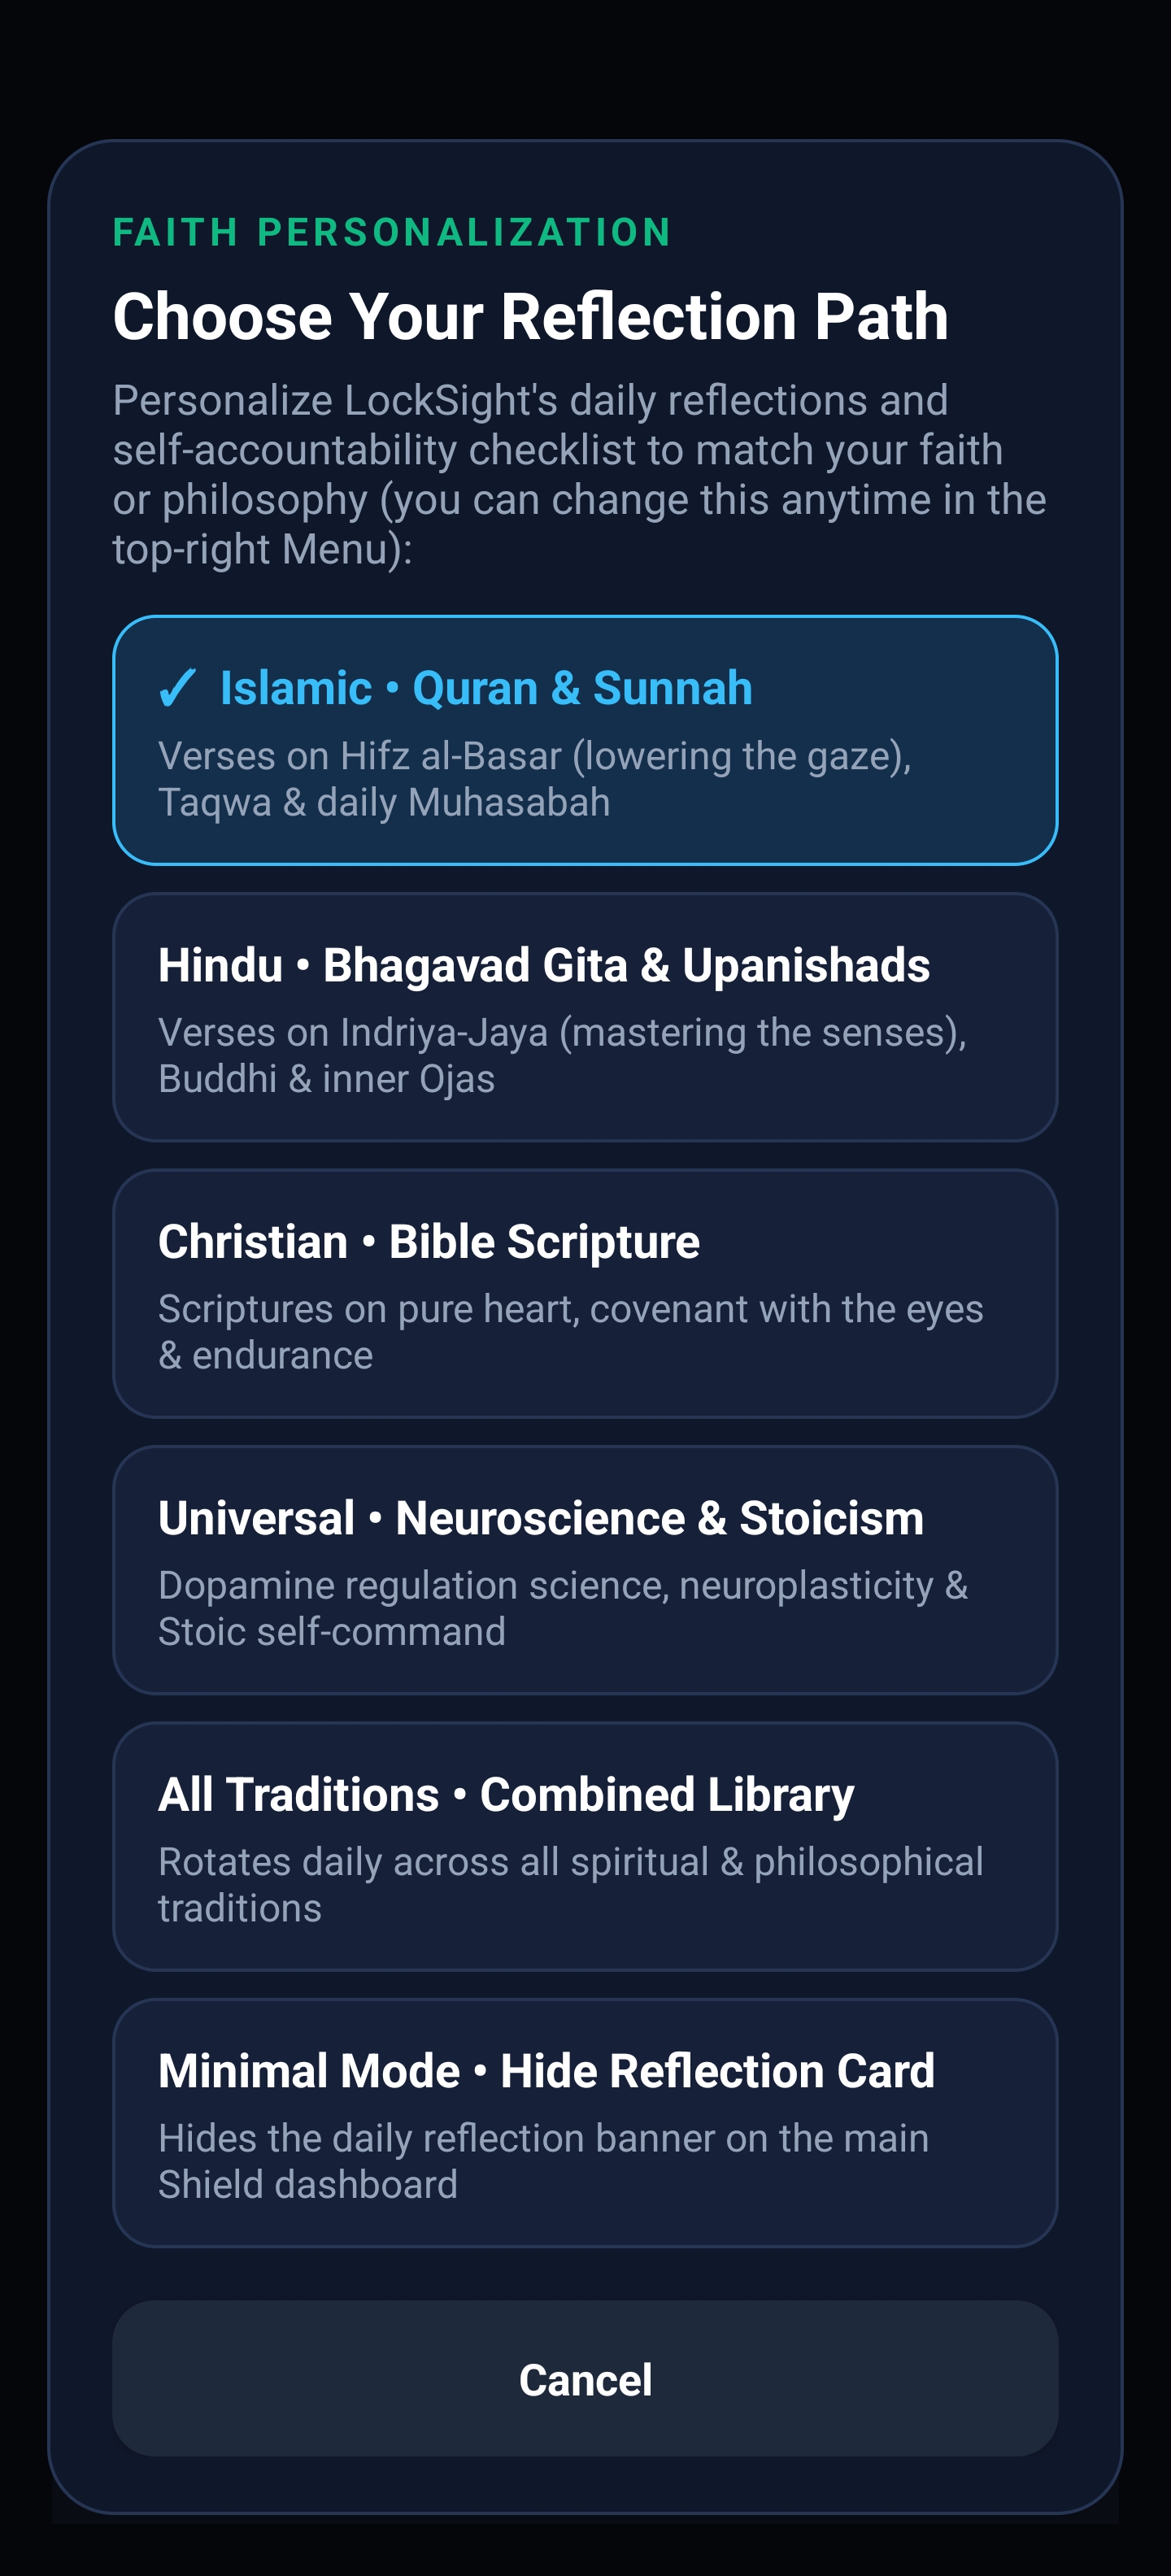 FAITH PERSONALIZATION
Choose Your Reflection Path
Personalize LockSight's daily reflections and
self-accountability checklist to match your faith
or philosophy (you can change this anytime in the
top-right Menu):
✓ Islamic • Quran & Sunnah
Verses on Hifz al-Basar (lowering the gaze),
Taqwa & daily Muhasabah
Hindu • Bhagavad Gita & Upanishads
Verses on Indriya-Jaya (mastering the senses),
Buddhi & inner Ojas
Christian • Bible Scripture
Scriptures on pure heart, covenant with the eyes
& endurance
Universal • Neuroscience & Stoicism
Dopamine regulation science, neuroplasticity &
Stoic self-command
All Traditions • Combined Library
Rotates daily across all spiritual & philosophical
traditions
Minimal Mode • Hide Reflection Card
Hides the daily reflection banner on the main
Shield dashboard
Cancel